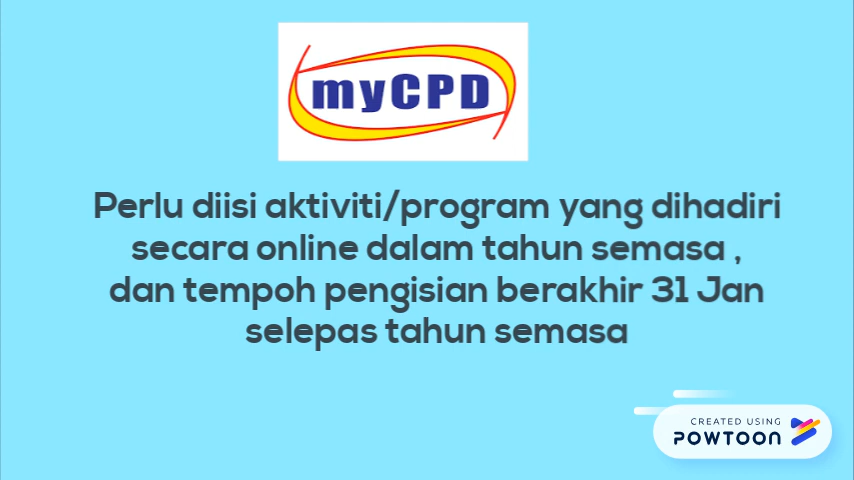 myCPD
Perlu diisi aktiviti/program yang dihadiri
secara online dalam tahun semasa ,
dan tempoh pengisian berakhir 31 Jan
selepas tahun semasa
CREATED USING
POWTOON